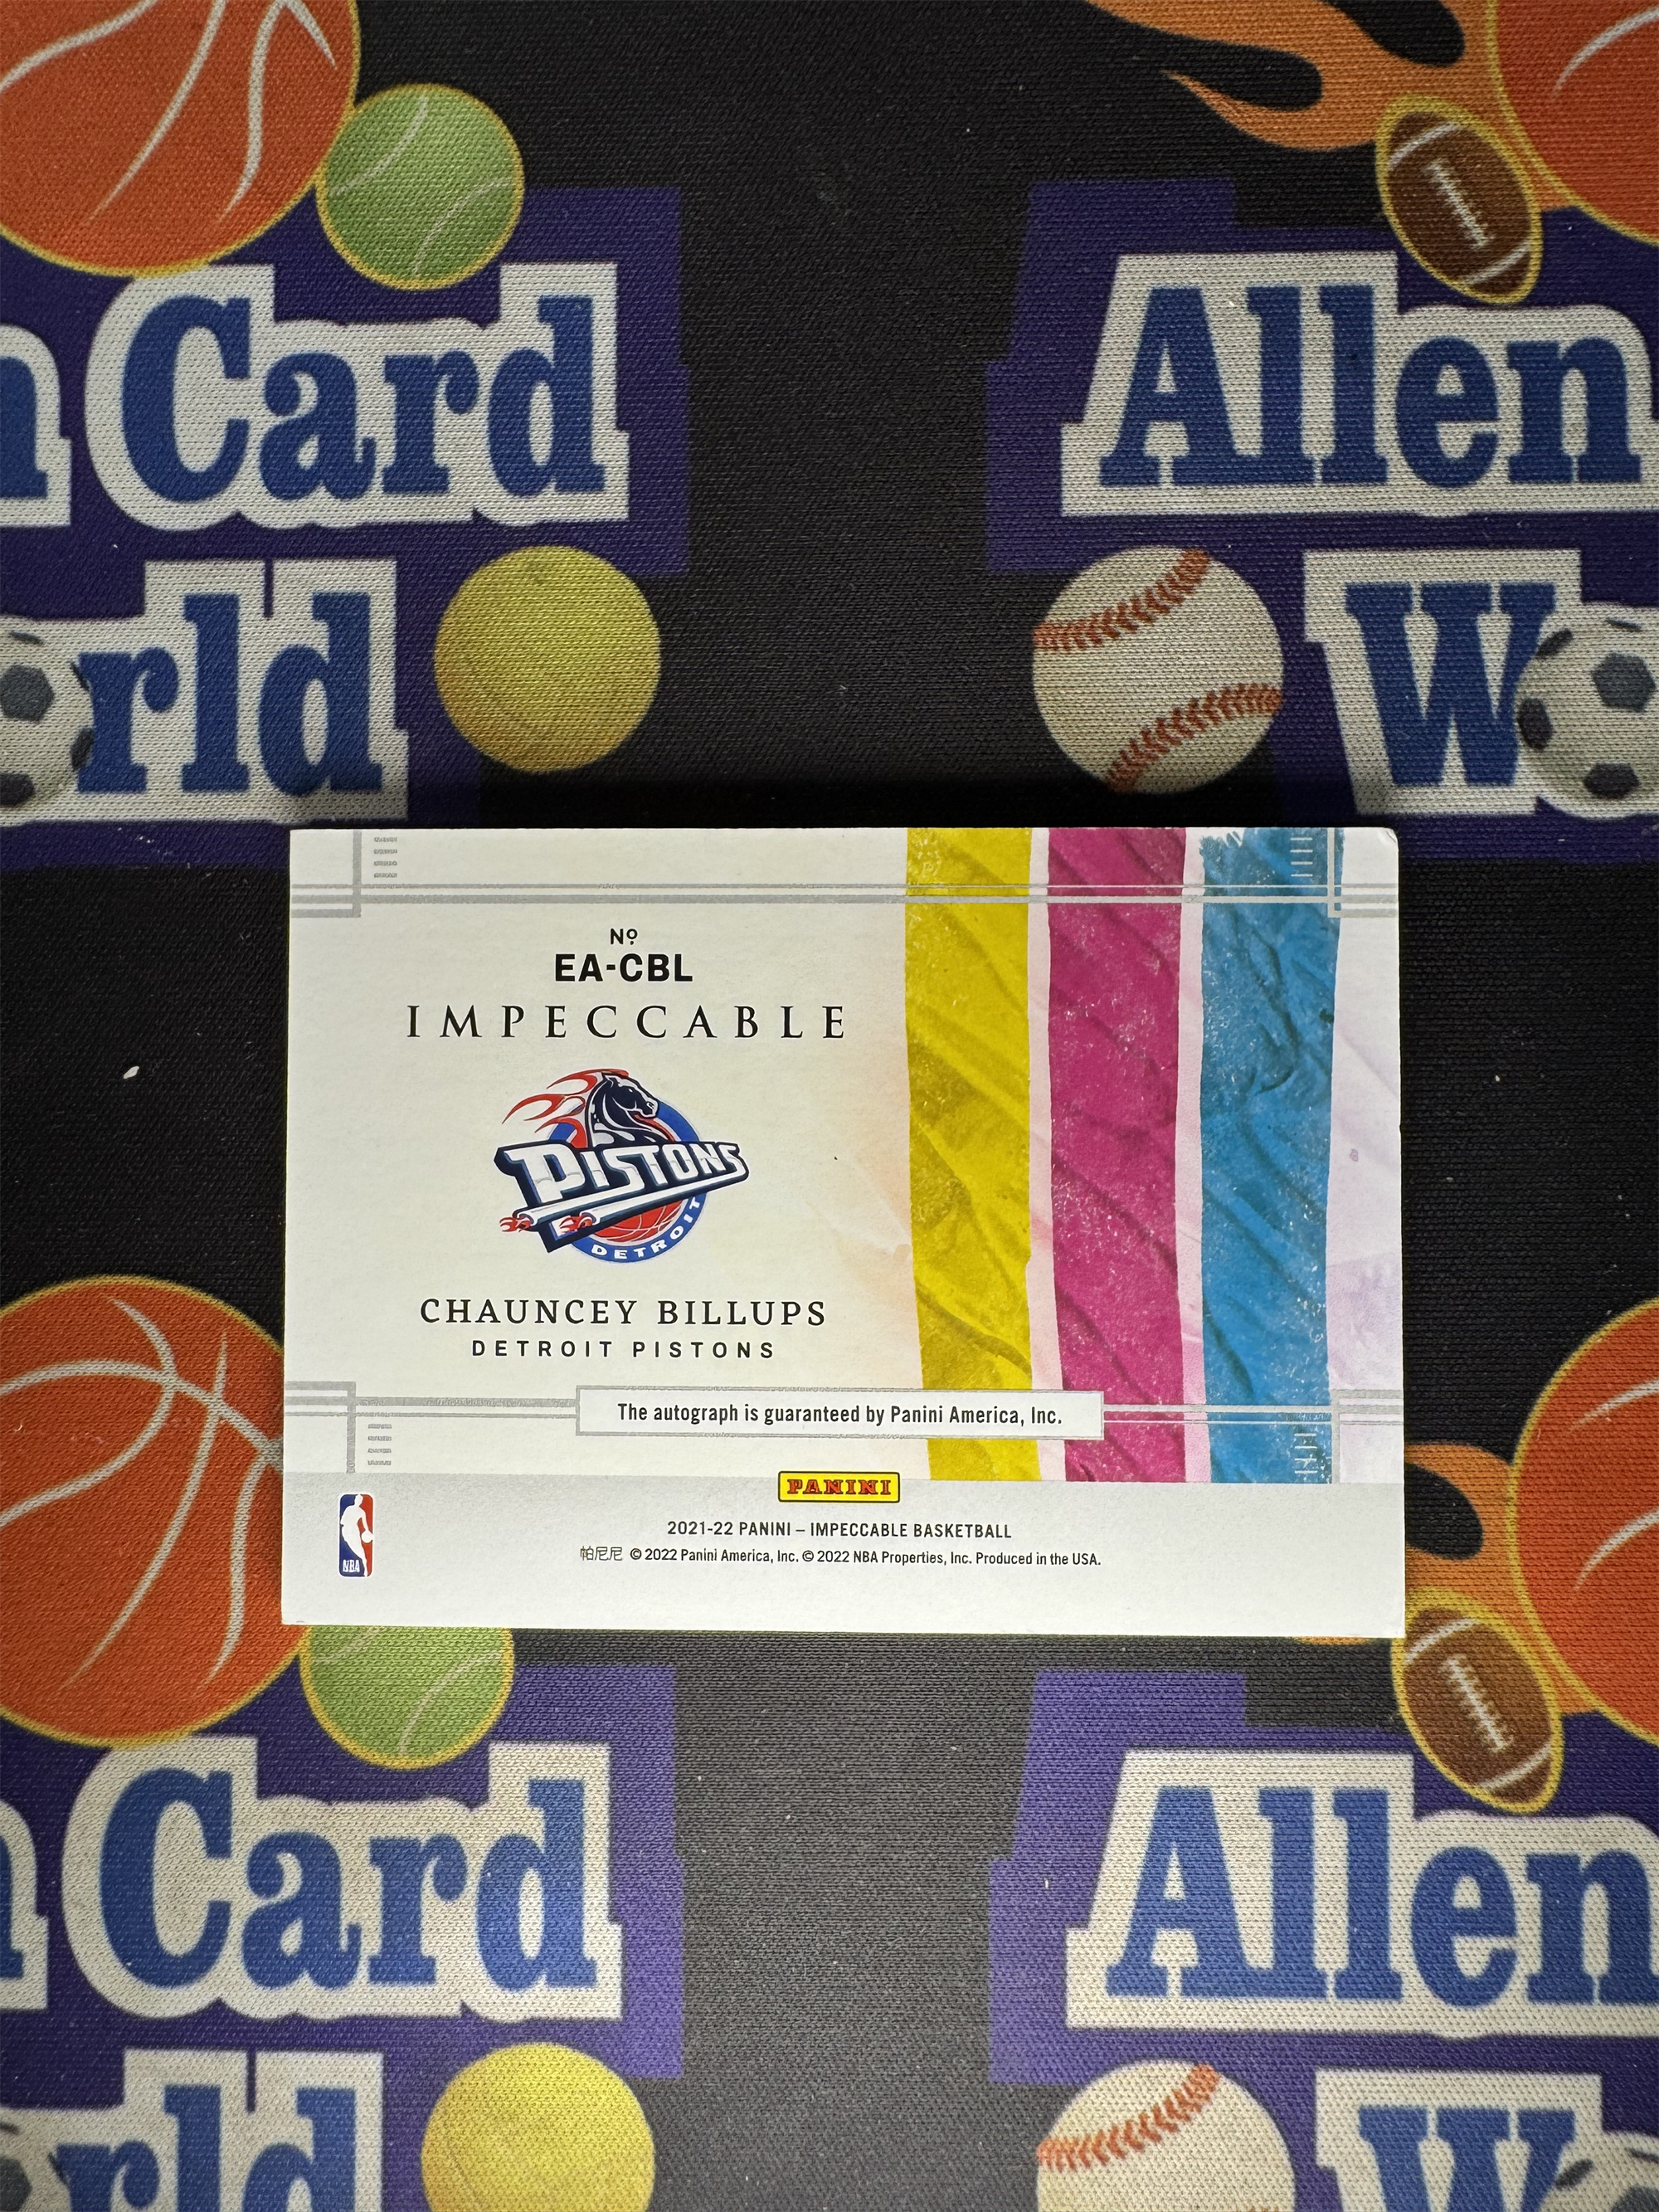 Card
Allen
rld
W
Nº
EA-CBL
IMPECCABLE
PISTONS
DETROIT
CHAUNCEY BILLUPS
DETROIT PISTONS
The autograph is guaranteed by Panini America, Inc.
PANINI
NBA
2021-22 PANINI – IMPECCABLE BASKETBALL
帕尼尼 © 2022 Panini America, Inc. © 2022 NBA Properties, Inc. Produced in the USA.
Card
Allen
rld
W